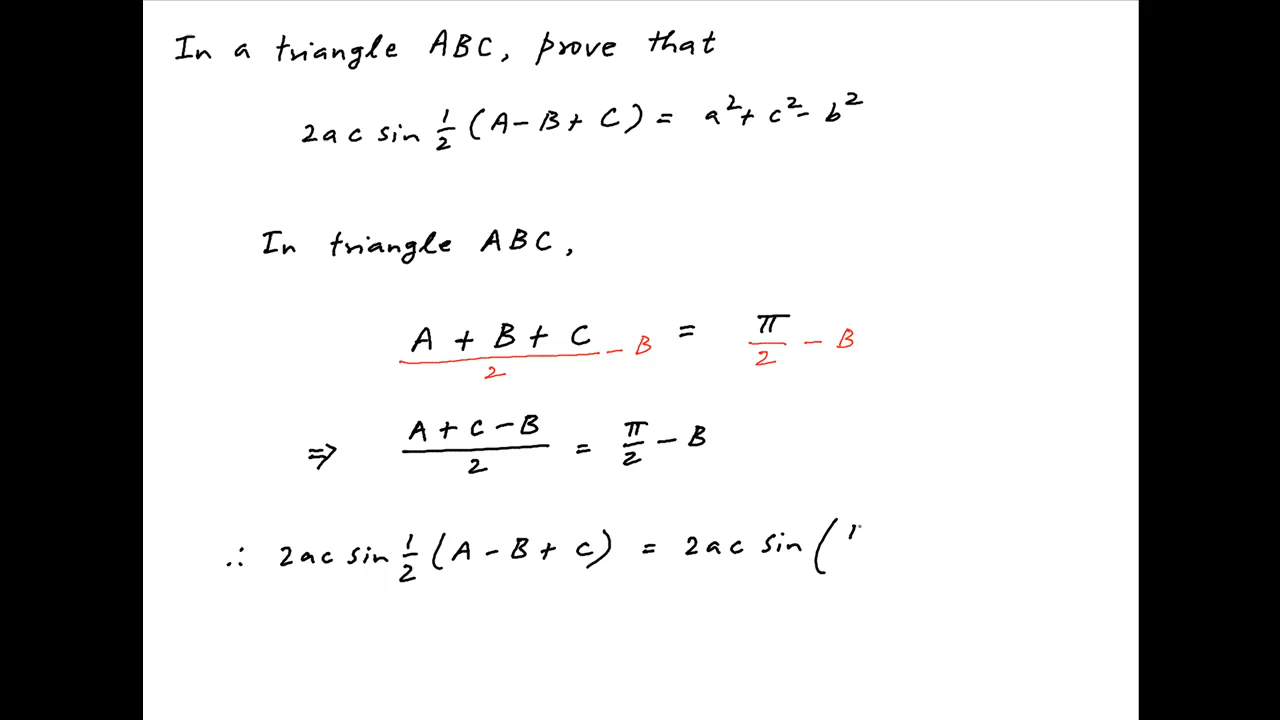 In a triangle ABC, prove that
2ac sin 1/2 (A - B + C) = a² + c² - b²
In triangle ABC,
(A + B + C)/2 - B = π/2 - B
⇒ (A + C - B)/2 = π/2 - B
∴ 2ac sin 1/2 (A - B + C) = 2ac sin (